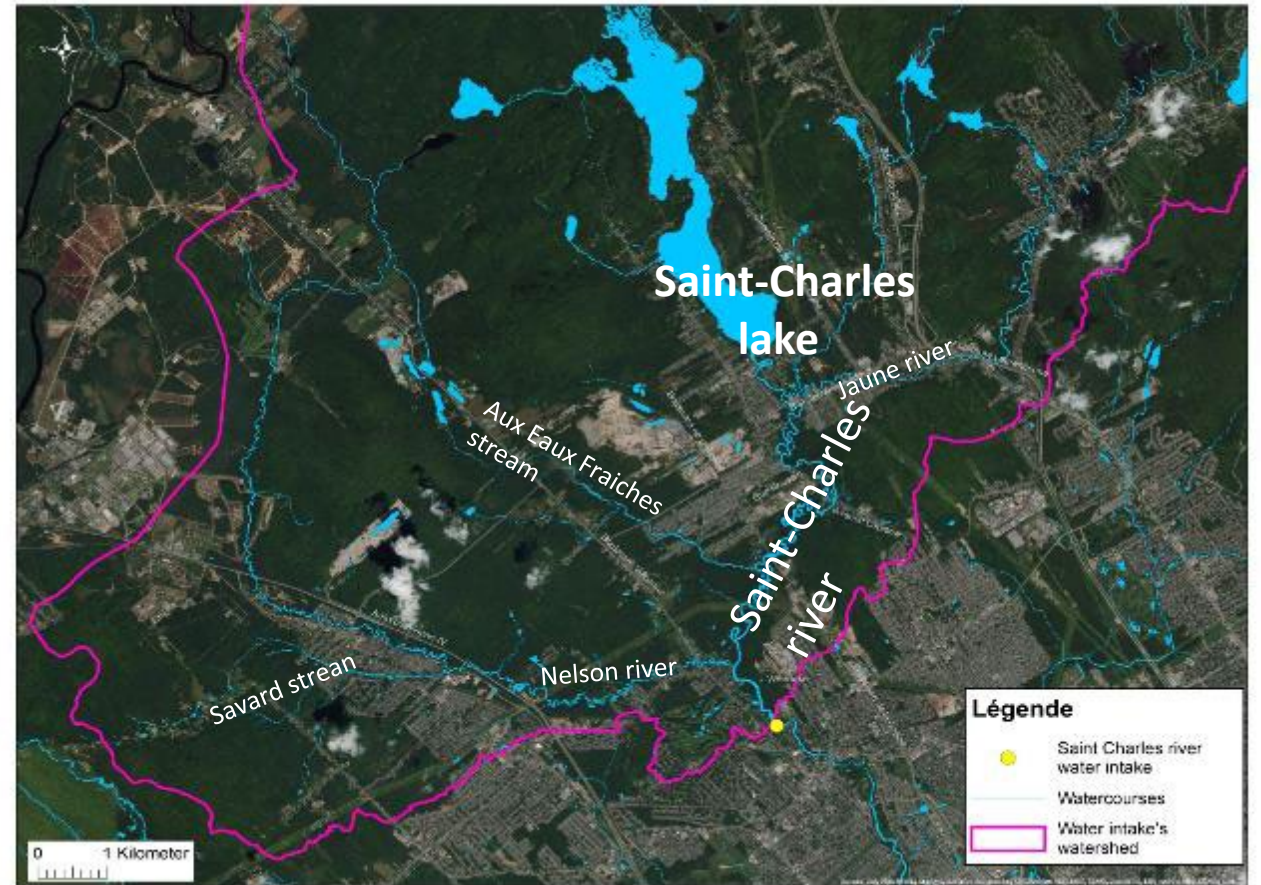 Saint-Charles
lake
Jaune river
Aux Eaux Fraiches
stream
Saint-Charles
river
Nelson river
Savard strean
Légende
Saint Charles river
water intake
Watercourses
Water intake's
watershed
0 1 Kilometer